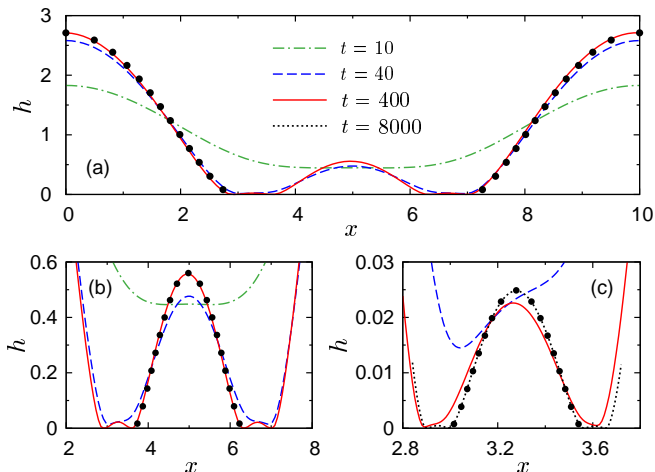 3
2
1
0
h
t = 10
t = 40
t = 400
t = 8000
(a)
0 2 4 6 8 10
x
0.6
0.4
0.2
0
h
(b)
2 4 6 8
x
0.03
0.02
0.01
0
h
(c)
2.8 3.2 3.6
x